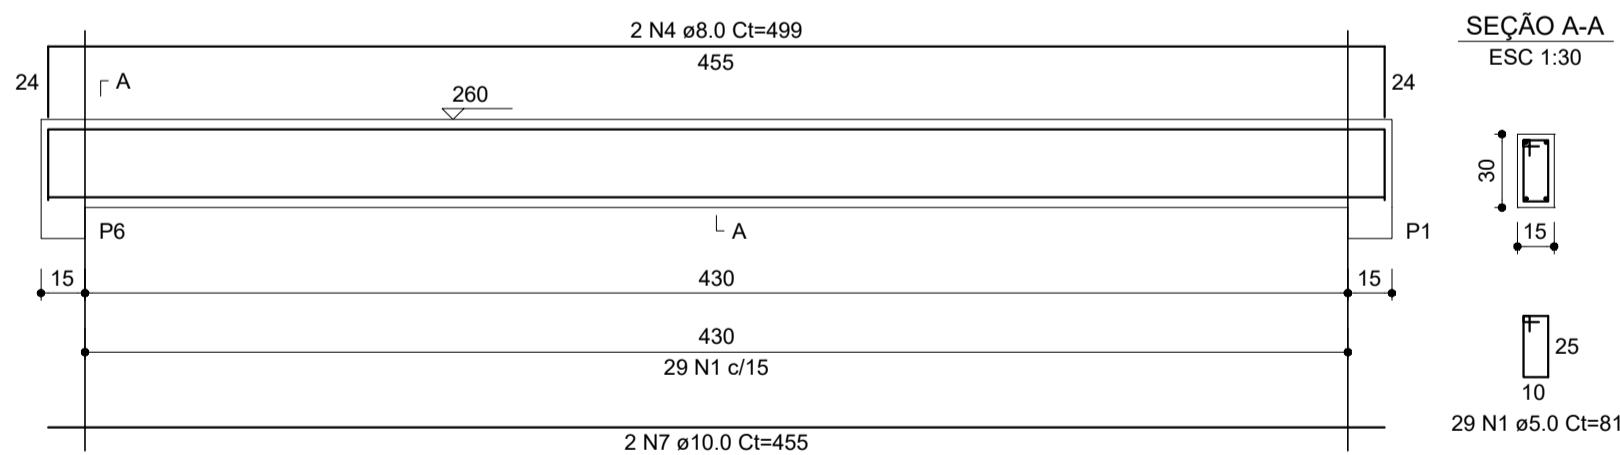 2 N4 ø8.0 Ct=499
455
24
A
260
24
P6
A
P1
15
430
15
430
29 N1 c/15
2 N7 ø10.0 Ct=455
SEÇÃO A-A
ESC 1:30
30
15
25
10
29 N1 ø5.0 Ct=81